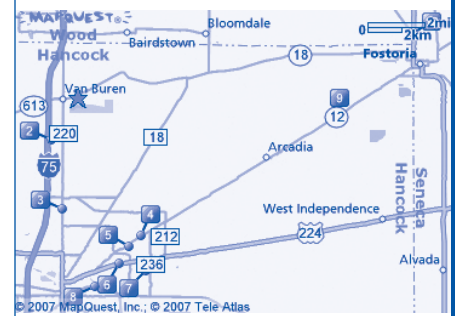 MAPQUEST®
2mi
0
2km
Bloomdale
Wood
Bairdstown
Hancock
18
Fostoria
Van Buren
613
9
12
2
220
18
Arcadia
75
3
Seneca
Hancock
4
West Independence
5
212
224
236
Alvada
6
7
8
© 2007 MapQuest, Inc.; © 2007 Tele Atlas